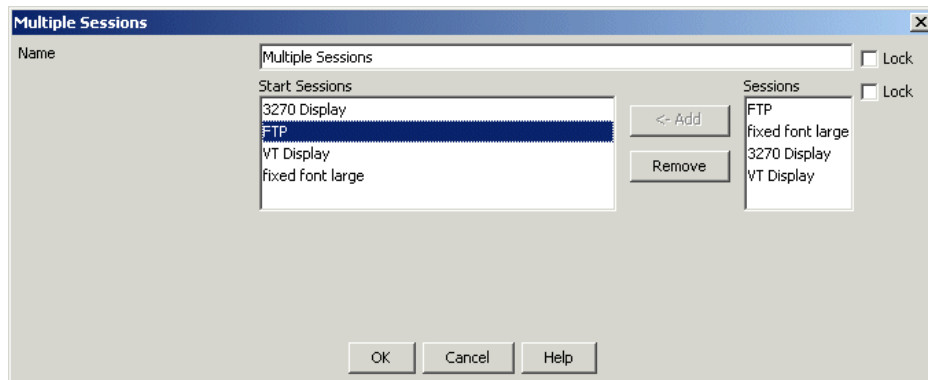 Multiple Sessions
Name
Multiple Sessions
Lock
Start Sessions
Sessions
Lock
3270 Display
FTP
VT Display
fixed font large
<- Add
Remove
FTP
fixed font large
3270 Display
VT Display
OK
Cancel
Help